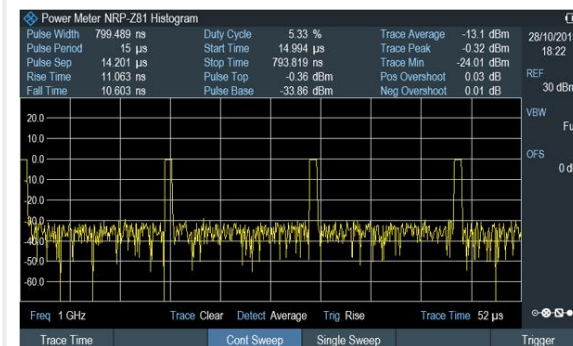 Power Meter NRP-Z81 Histogram
Pulse Width 799.489 ns Duty Cycle 5.33 % Trace Average -13.1 dBm 28/10/201
Pulse Period 15 µs Start Time 14.994 µs Trace Peak -0.32 dBm 18:22
Pulse Sep 14.201 µs Stop Time 793.819 ns Trace Min -24.01 dBm
Rise Time 11.063 ns Pulse Top -0.36 dBm Pos Overshoot 0.03 dB REF
Fall Time 10.603 ns Pulse Base -33.86 dBm Neg Overshoot 0.01 dB 30 dBm
VBW
20.0
Fu
10.0
OFS
0.0
0 d
-10.0
-20.0
-30.0
-40.0
-50.0
-60.0
Freq 1 GHz Trace Clear Detect Average Trig Rise Trace Time 52 µs
Trace Time Cont Sweep Single Sweep Trigger